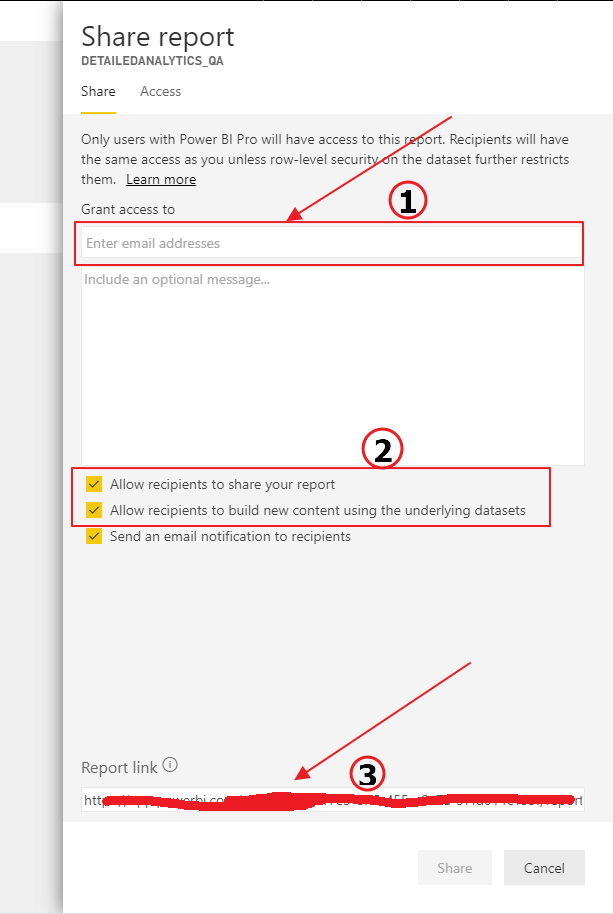 Share report
DETAILEDANALYTICS_QA
Share Access
Only users with Power BI Pro will have access to this report. Recipients will have
the same access as you unless row-level security on the dataset further restricts
them. Learn more
1
Grant access to
Enter email addresses
Include an optional message...
2
Allow recipients to share your report
Allow recipients to build new content using the underlying datasets
Send an email notification to recipients
Report link
3
Share Cancel